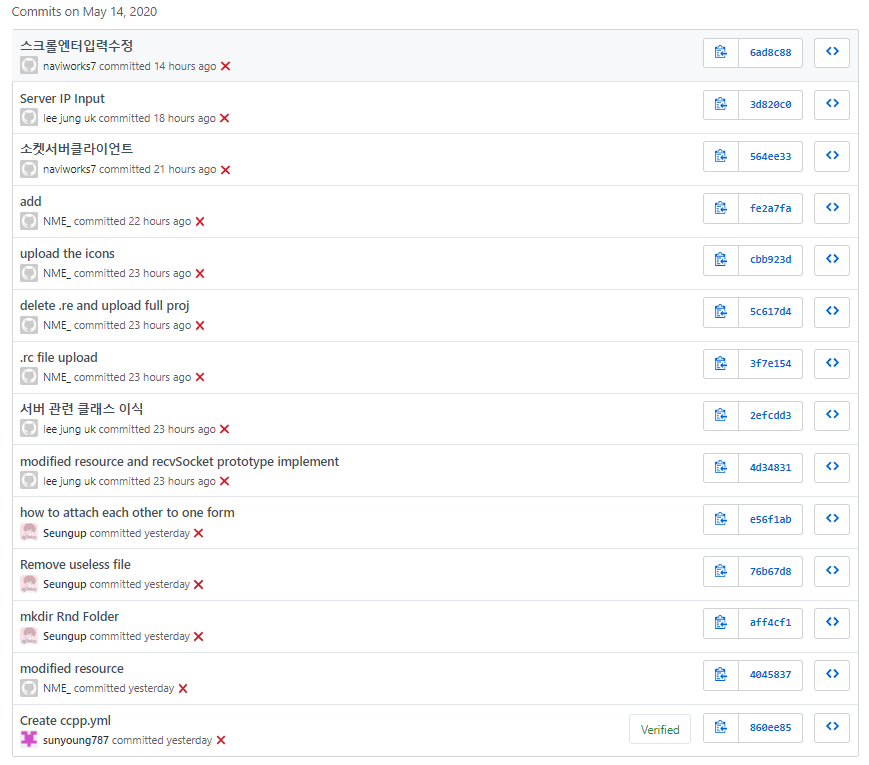 Commits on May 14, 2020
스크롤엔터입력수정
naviworks7 committed 14 hours ago
6ad8c88
Server IP Input
lee jung uk committed 18 hours ago
3d820c0
소켓서버클라이언트
naviworks7 committed 21 hours ago
564ee33
add
NME_ committed 22 hours ago
fe2a7fa
upload the icons
NME_ committed 23 hours ago
cbb923d
delete .re and upload full proj
NME_ committed 23 hours ago
5c617d4
.rc file upload
NME_ committed 23 hours ago
3f7e154
서버 관련 클래스 이식
lee jung uk committed 23 hours ago
2efcdd3
modified resource and recvSocket prototype implement
lee jung uk committed 23 hours ago
4d34831
how to attach each other to one form
Seungup committed yesterday
e56f1ab
Remove useless file
Seungup committed yesterday
76b67d8
mkdir Rnd Folder
Seungup committed yesterday
aff4cf1
modified resource
NME_ committed yesterday
4045837
Create ccpp.yml
sunyoung787 committed yesterday
Verified
860ee85